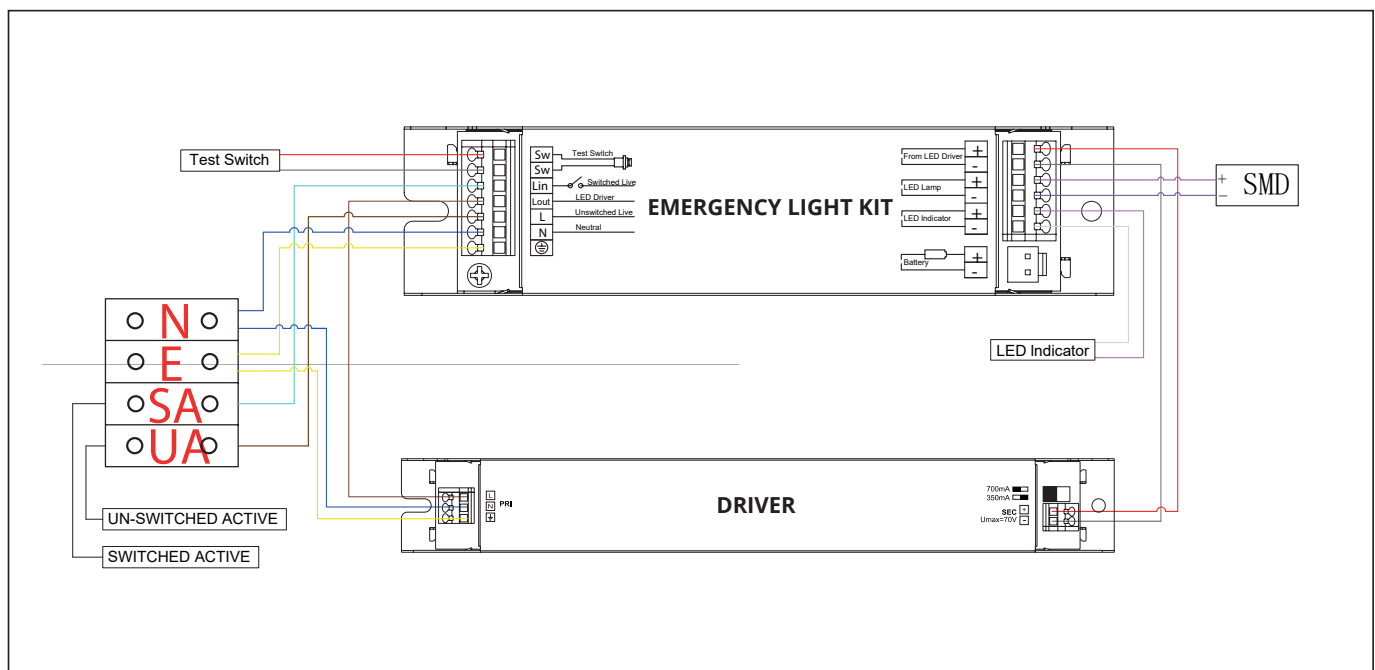 Test Switch
Sw
Test Switch
Sw
Lin
Switched Live
Lout
LED Driver
L
Unswitched Live
N
Neutral
EMERGENCY LIGHT KIT
From LED Driver
+
-
LED Lamp
+
-
LED Indicator
+
-
Battery
+
-
+
−
SMD
LED Indicator
N
E
SA
UA
UN-SWITCHED ACTIVE
SWITCHED ACTIVE
L
N
PRI
DRIVER
700mA
350mA
SEC +
Umax=70V -